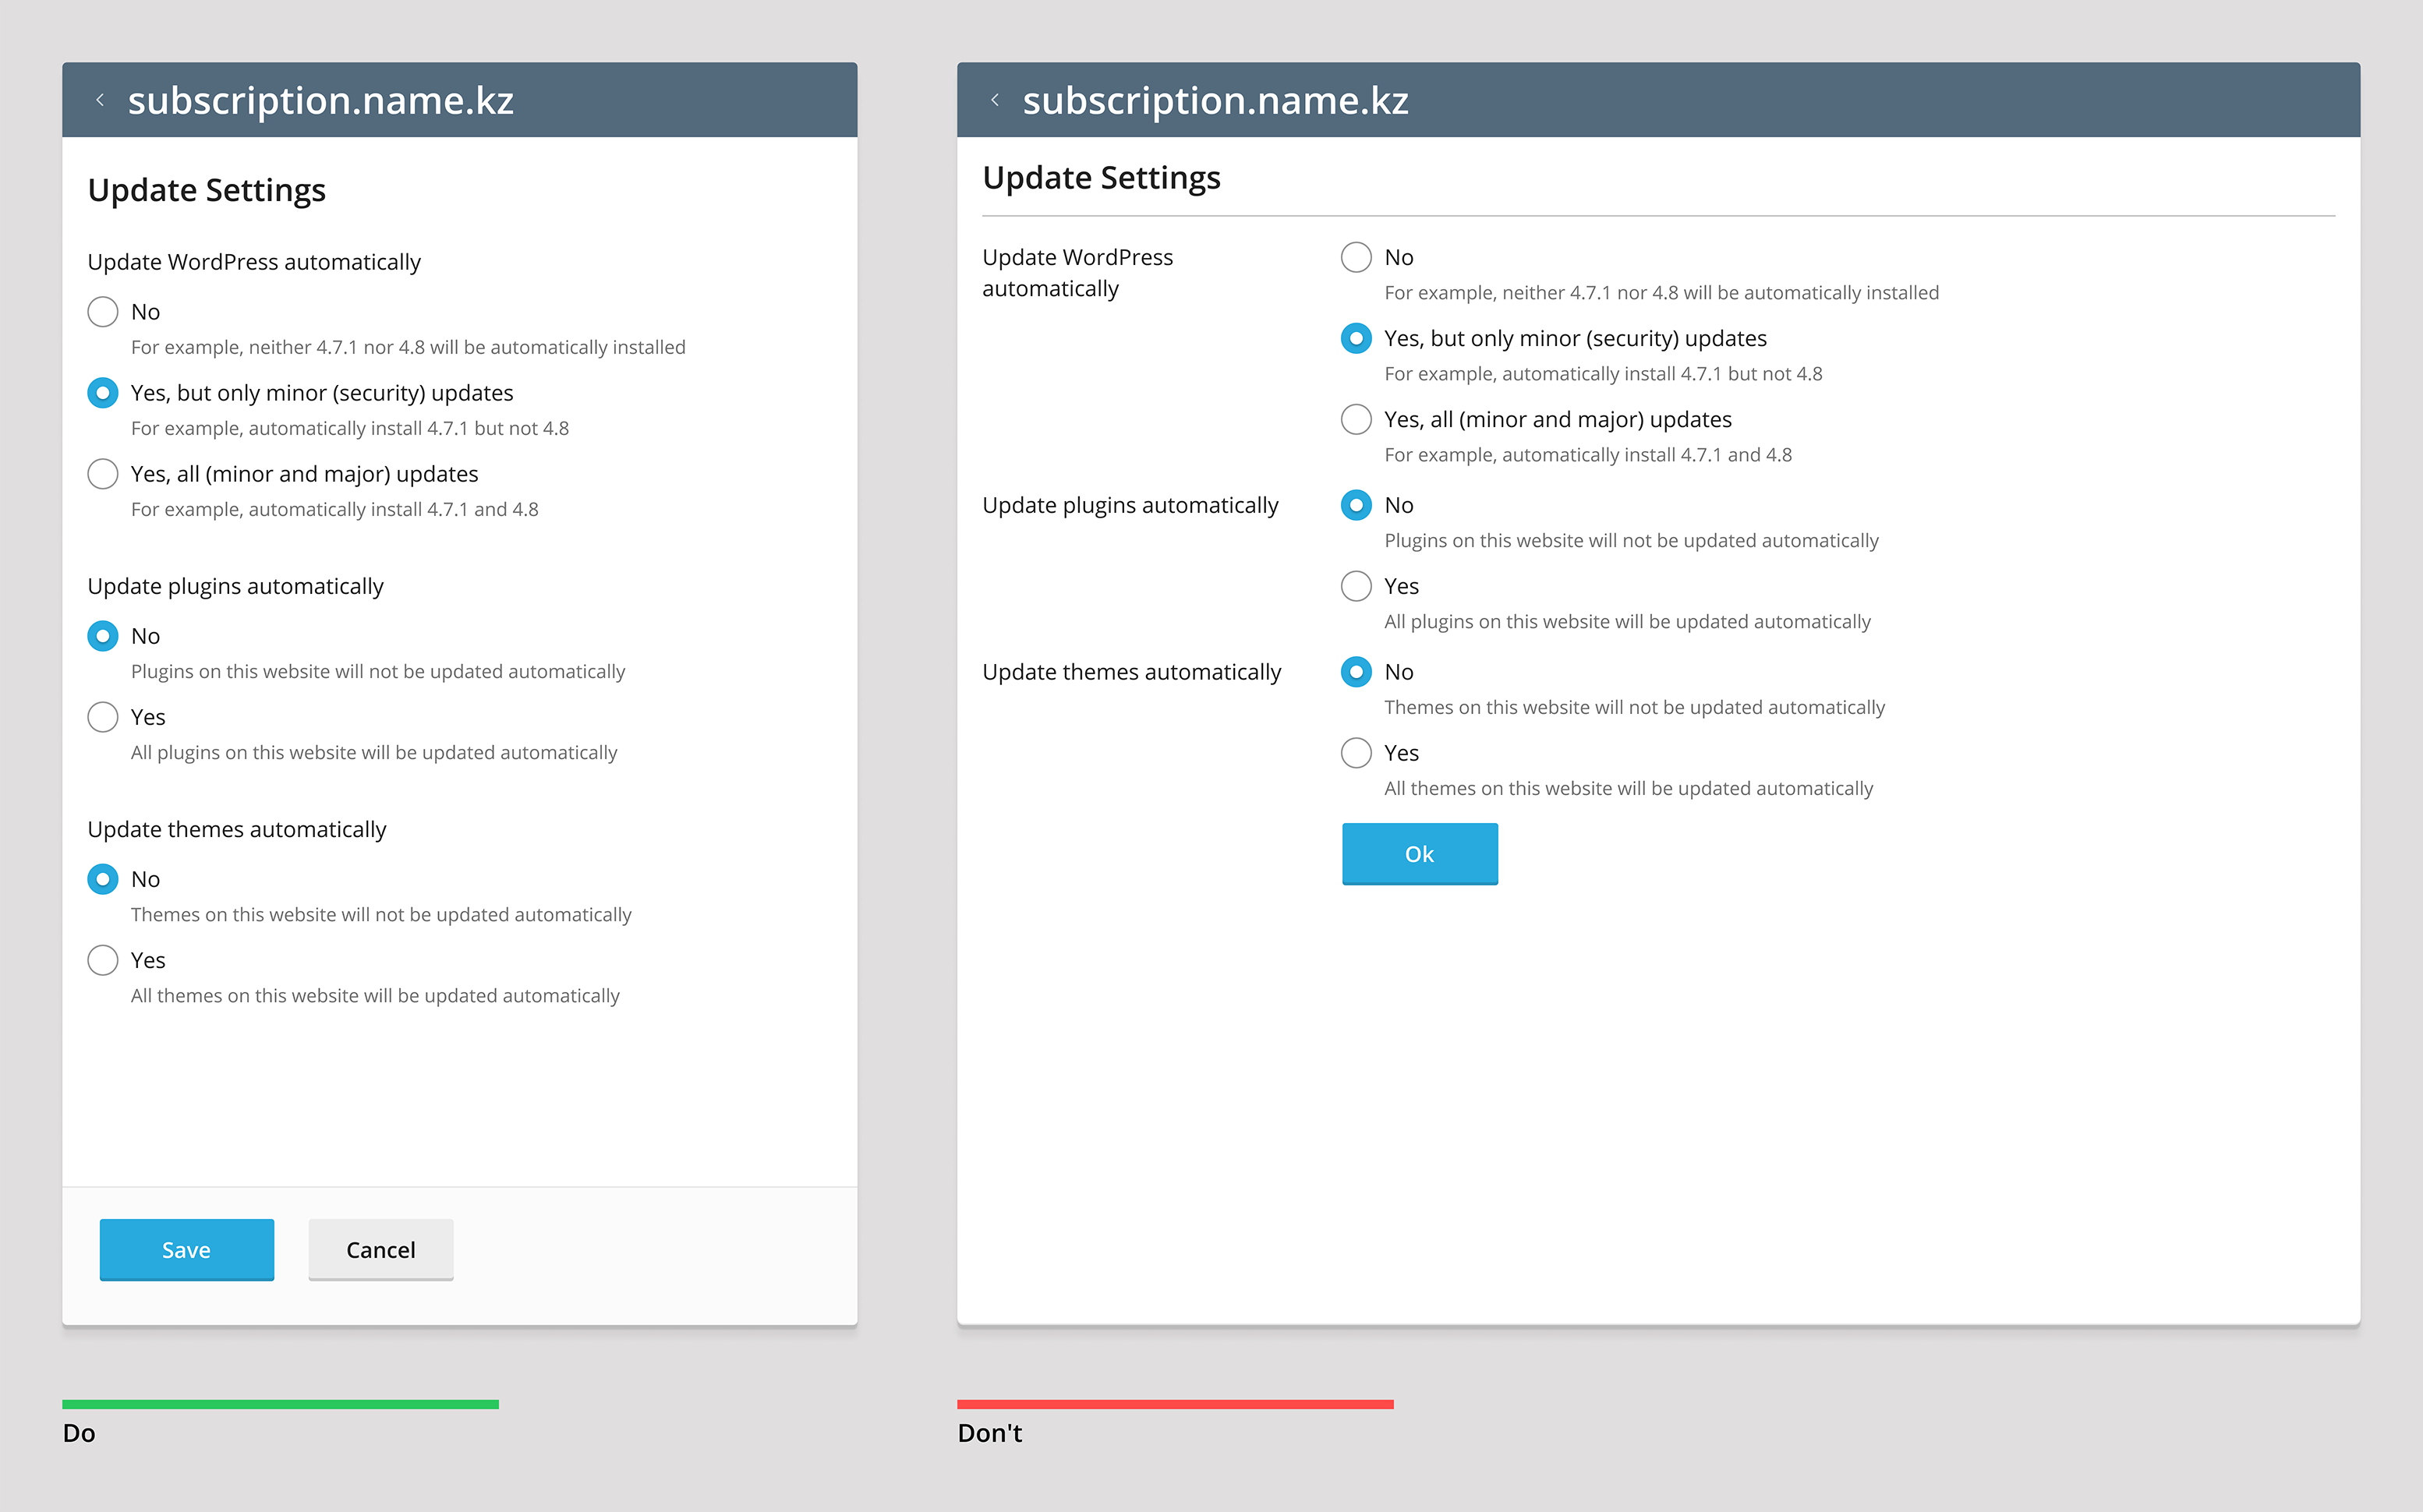 subscription.name.kz
Update Settings
Update WordPress automatically
No
For example, neither 4.7.1 nor 4.8 will be automatically installed
Yes, but only minor (security) updates
For example, automatically install 4.7.1 but not 4.8
Yes, all (minor and major) updates
For example, automatically install 4.7.1 and 4.8
Update plugins automatically
No
Plugins on this website will not be updated automatically
Yes
All plugins on this website will be updated automatically
Update themes automatically
No
Themes on this website will not be updated automatically
Yes
All themes on this website will be updated automatically
Save
Cancel
Do
subscription.name.kz
Update Settings
Update WordPress
automatically
No
For example, neither 4.7.1 nor 4.8 will be automatically installed
Yes, but only minor (security) updates
For example, automatically install 4.7.1 but not 4.8
Yes, all (minor and major) updates
For example, automatically install 4.7.1 and 4.8
Update plugins automatically
No
Plugins on this website will not be updated automatically
Yes
All plugins on this website will be updated automatically
Update themes automatically
No
Themes on this website will not be updated automatically
Yes
All themes on this website will be updated automatically
Ok
Don't